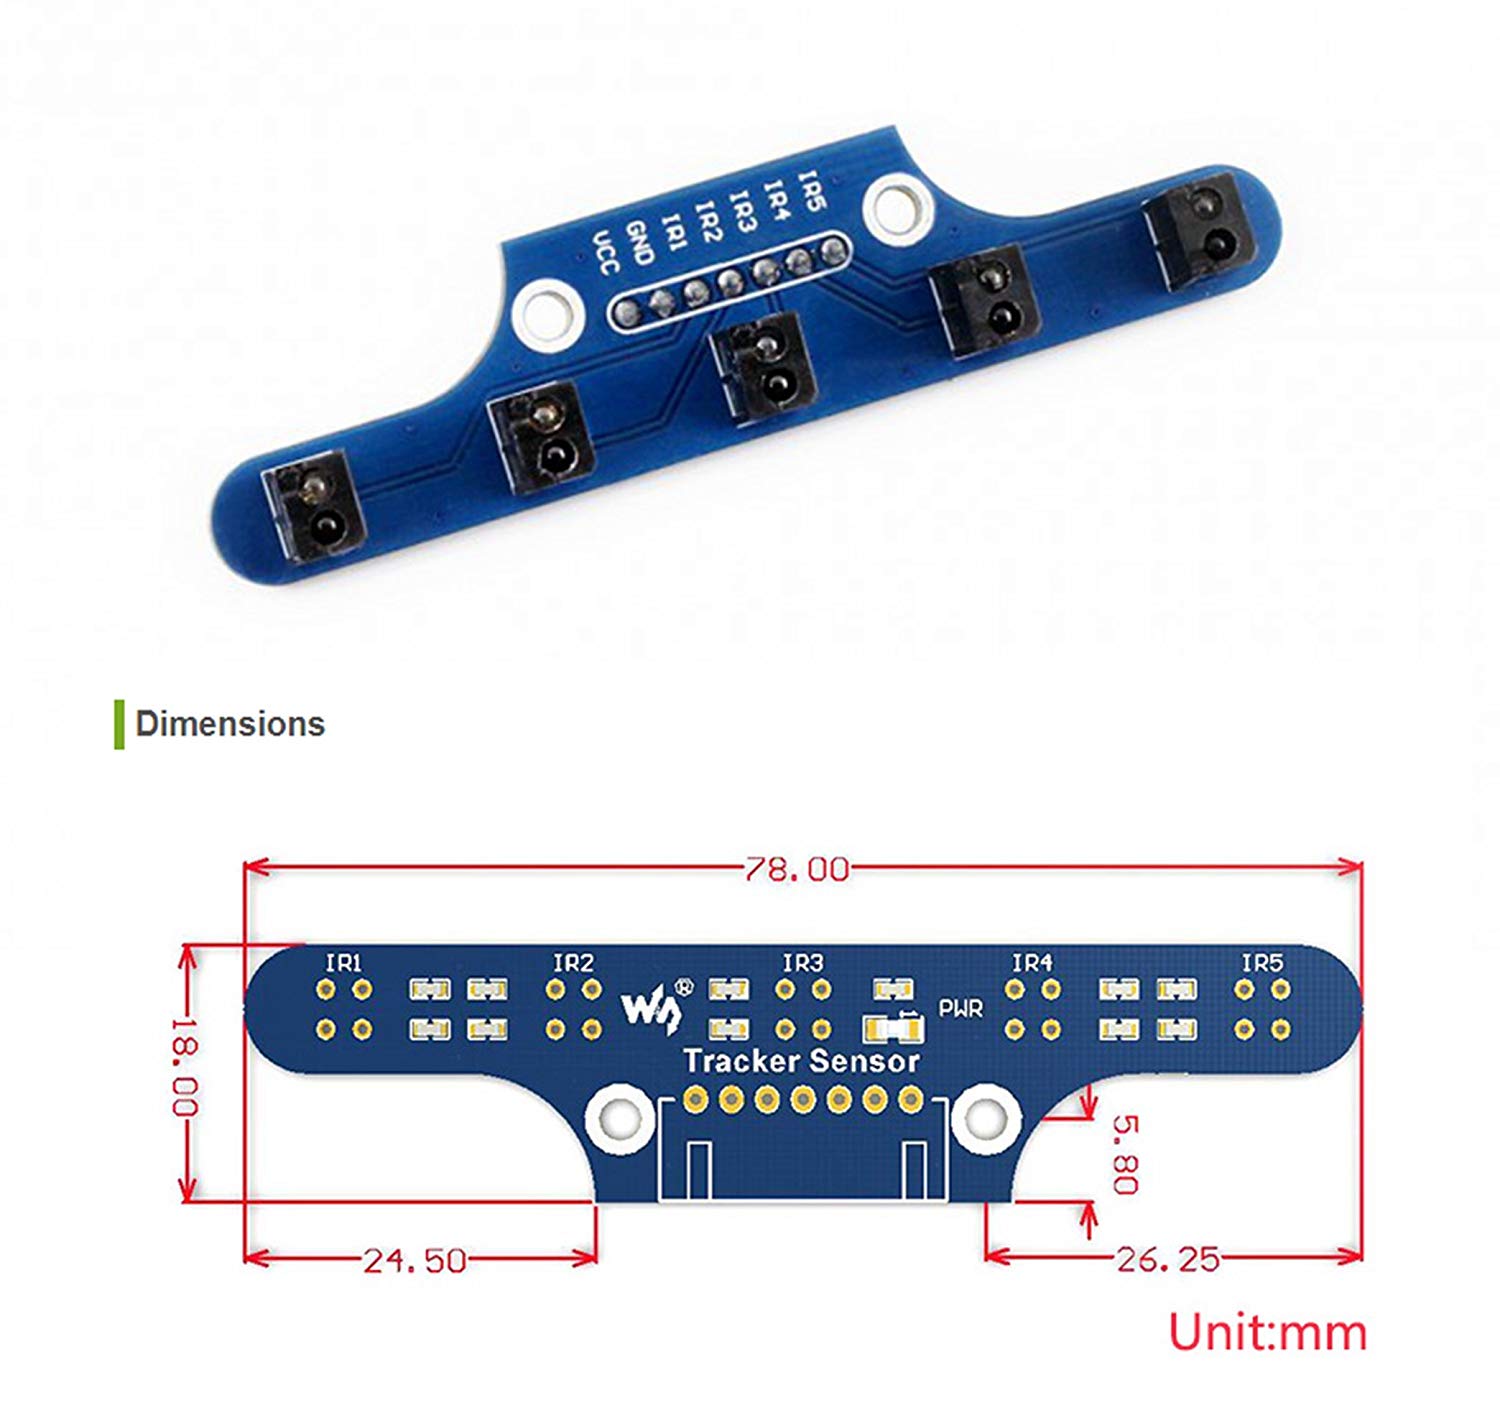 VCC
GND
IR1
IR2
IR3
IR4
IR5
Dimensions
78.00
IR1
IR2
IR3
IR4
IR5
®
PWR
Tracker Sensor
18.00
5.80
24.50
26.25
Unit:mm